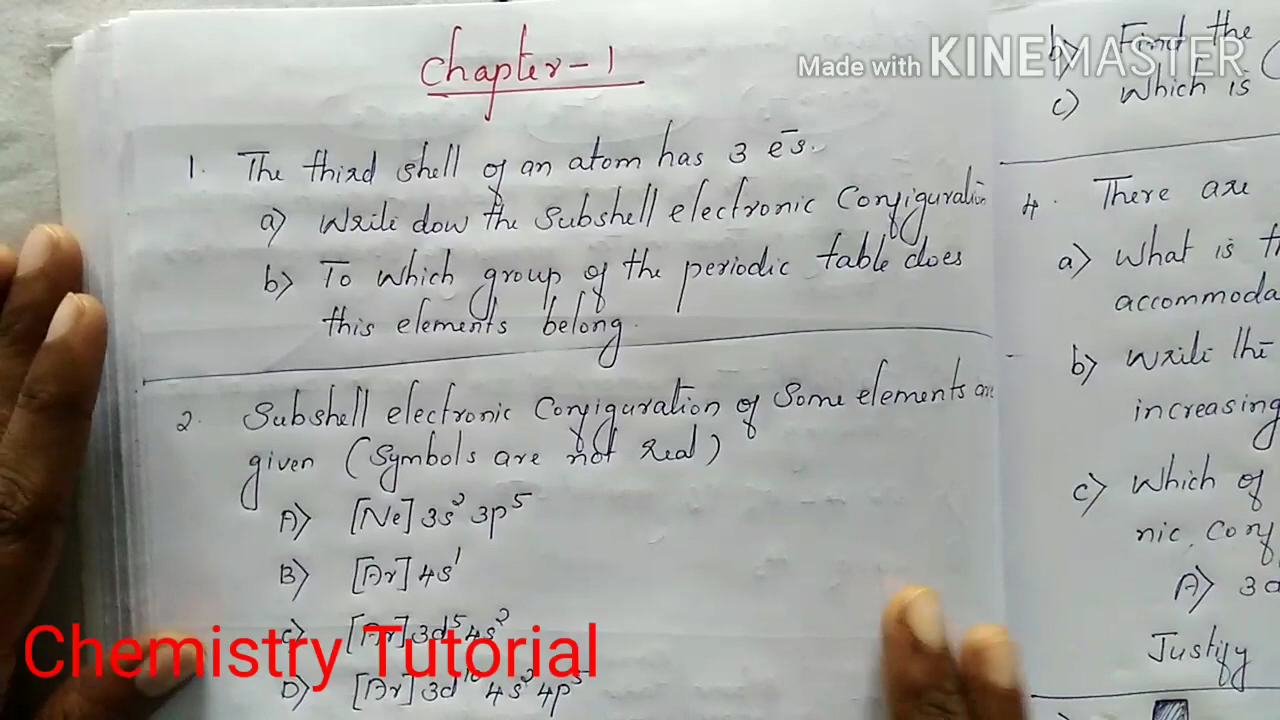 Chapter-1
Made with KINEMASTER
1. The third shell of an atom has 3 e⁻s.
a) Write dow the Subshell electronic Configuration
b) To which group of the periodic table does
this elements belong.
2. Subshell electronic Configuration of Some elements are
given (Symbols are not real)
A) [Ne] 3s² 3p⁵
B) [Ar] 4s¹
C) [Ar] 3d⁵ 4s²
D) [Ar] 3d¹⁰ 4s² 4p⁵
Chemistry Tutorial
b) Find the
c) Which is
4. There are
a) What is
accommoda
b) Write the
increasing
c) Which of
nic Conf
A) 3d
Justify